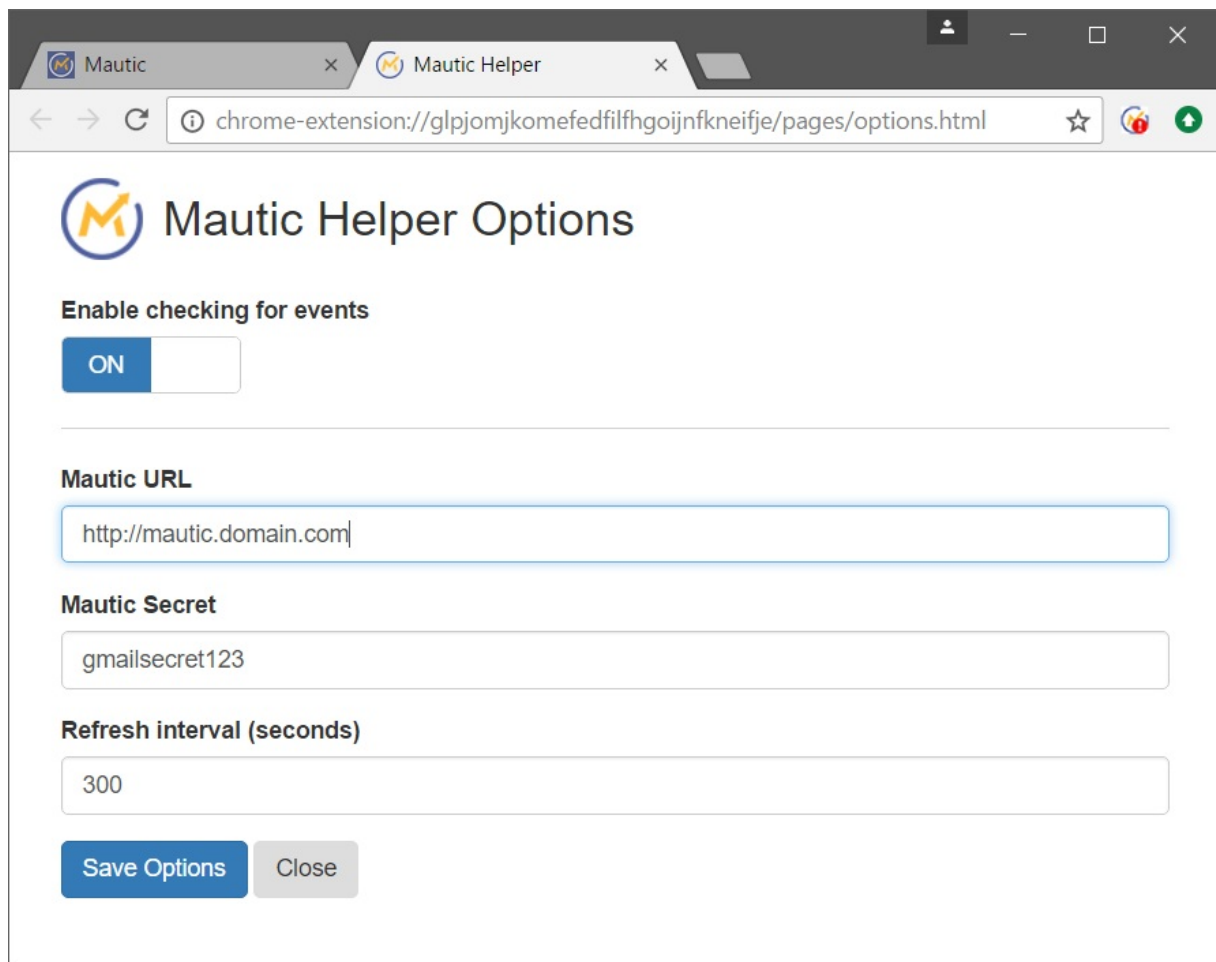 Mautic
Mautic Helper
chrome-extension://glpjomjkomefedfilfhgoijnfkneifje/pages/options.html
Mautic Helper Options
Enable checking for events
ON
Mautic URL
http://mautic.domain.com
Mautic Secret
gmailsecret123
Refresh interval (seconds)
300
Save Options Close